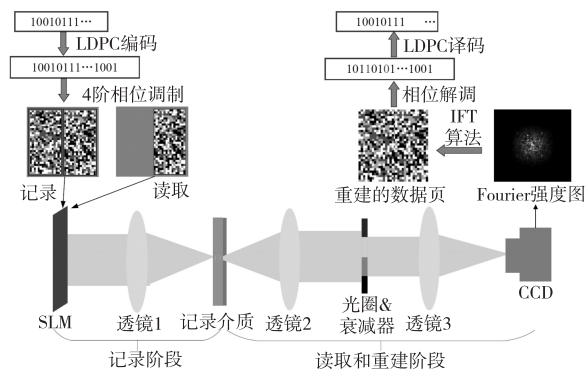 10010111 ···
LDPC编码
10010111···1001
4阶相位调制
记录
读取
10010111 ···
LDPC译码
10110101···1001
相位解调
IFT
算法
重建的数据页
Fourier强度图
SLM
透镜1
记录介质
透镜2
光圈&
衰减器
透镜3
CCD
记录阶段
读取和重建阶段